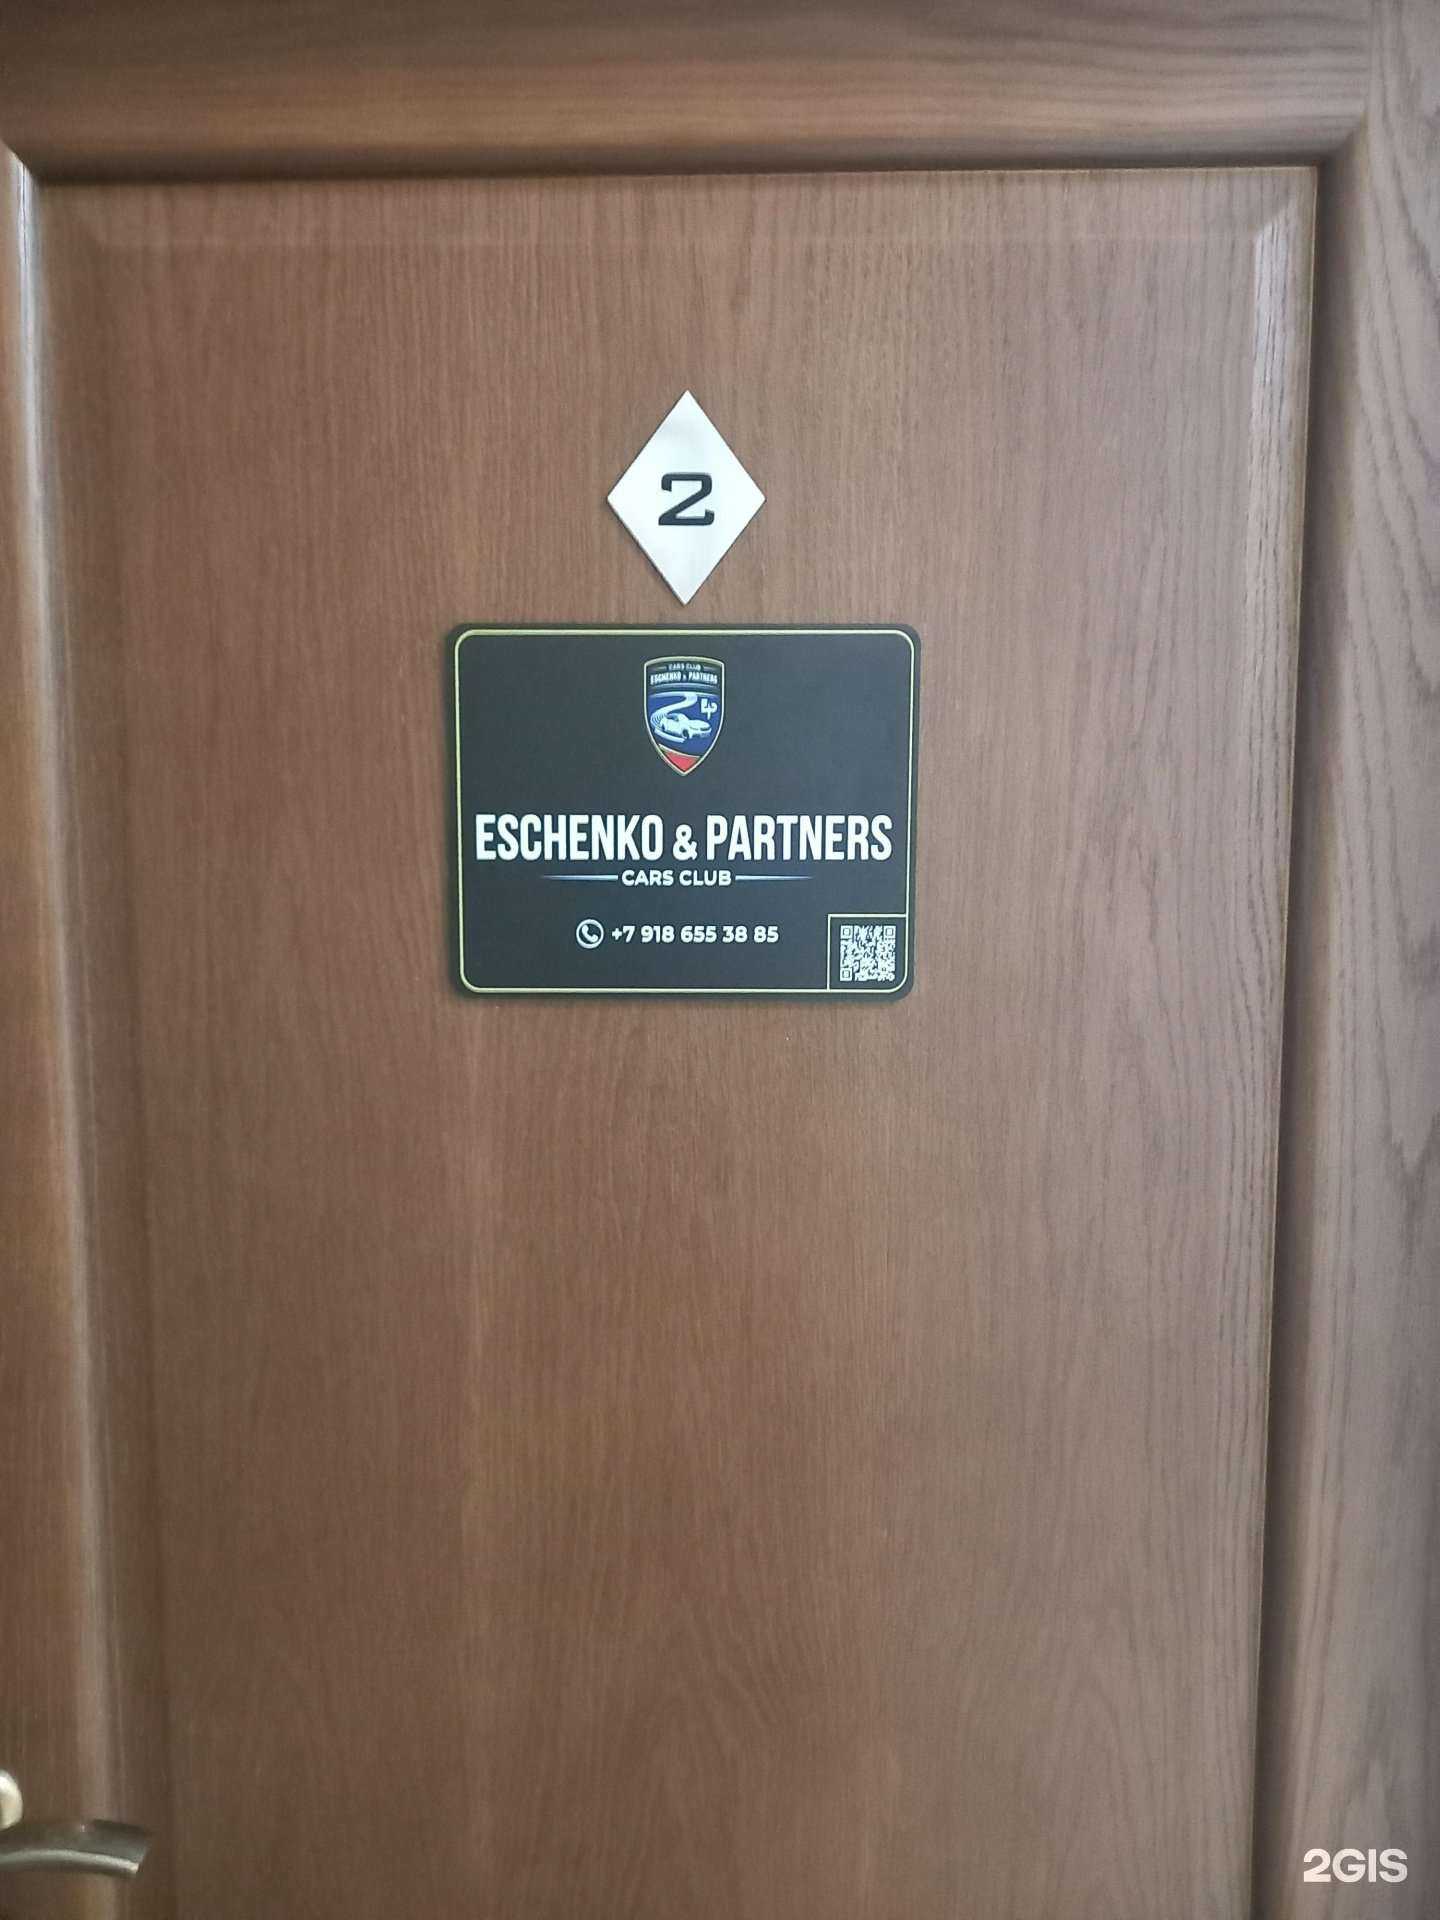 2
CARS CLUB
ESCHENKO & PARTNERS
ESCHENKO & PARTNERS
CARS CLUB
+7 918 655 38 85
2GIS